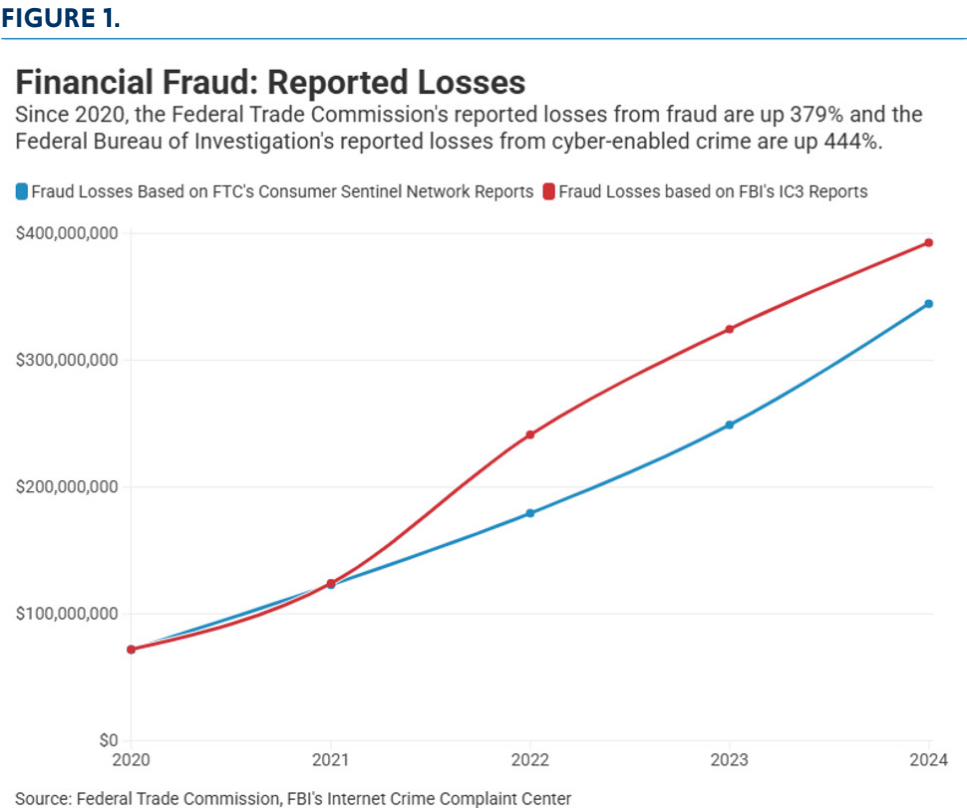 FIGURE 1.
Financial Fraud: Reported Losses
Since 2020, the Federal Trade Commission's reported losses from fraud are up 379% and the
Federal Bureau of Investigation's reported losses from cyber-enabled crime are up 444%.
Fraud Losses Based on FTC's Consumer Sentinel Network Reports Fraud Losses based on FBI's IC3 Reports
$400,000,000
$300,000,000
$200,000,000
$100,000,000
$0
2020 2021 2022 2023 2024
Source: Federal Trade Commission, FBI's Internet Crime Complaint Center